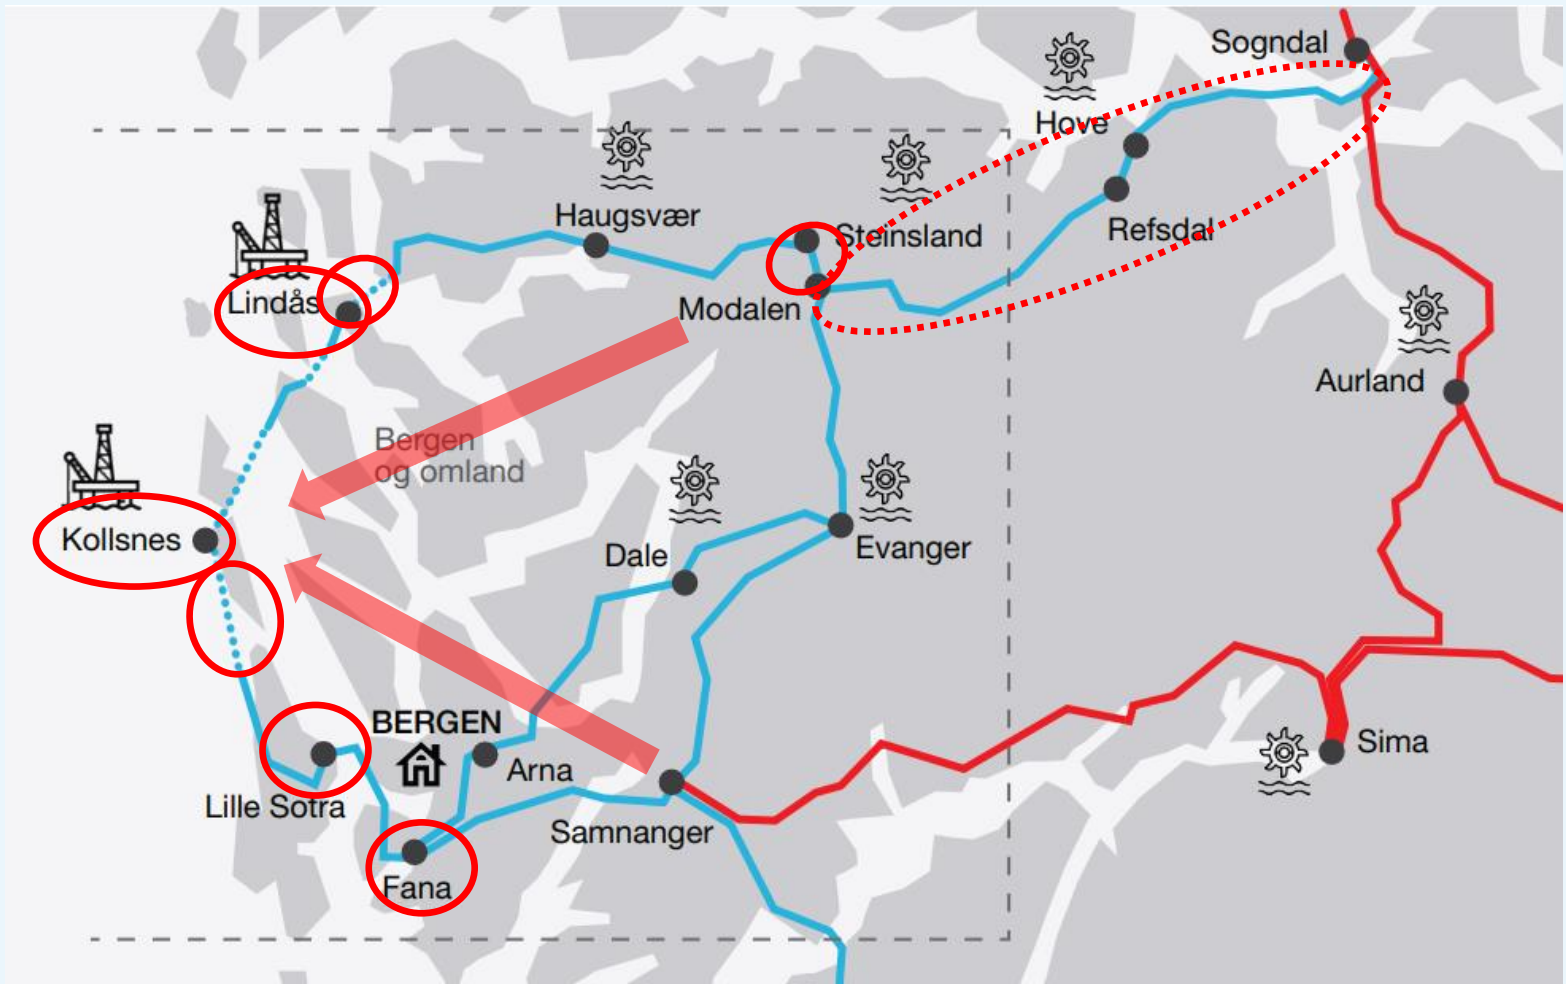 Sogndal
Hove
Haugsvær
Steinsland
Refsdal
Lindås
Modalen
Aurland
Bergen
og omland
Kollsnes
Dale
Evanger
BERGEN
Arna
Sima
Lille Sotra
Samnanger
Fana